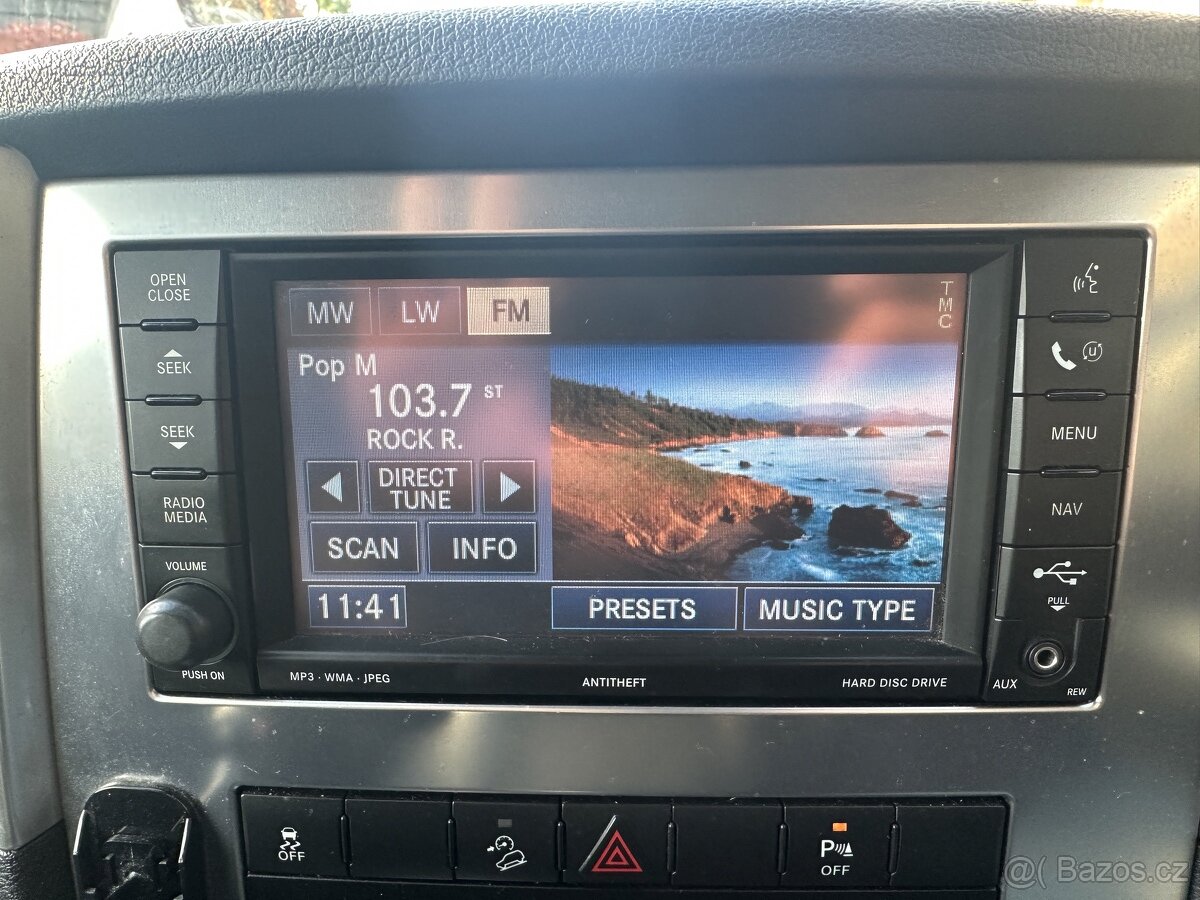 OPEN
CLOSE
SEEK
SEEK
RADIO
MEDIA
VOLUME
PUSH ON
MW
LW
FM
TMC
Pop M
103.7 ST
ROCK R.
DIRECT
TUNE
SCAN
INFO
11:41
PRESETS
MUSIC TYPE
MP3 · WMA · JPEG
ANTITHEFT
HARD DISC DRIVE
u
MENU
NAV
PULL
AUX
REW
OFF
P
OFF
@( Bazos.cz